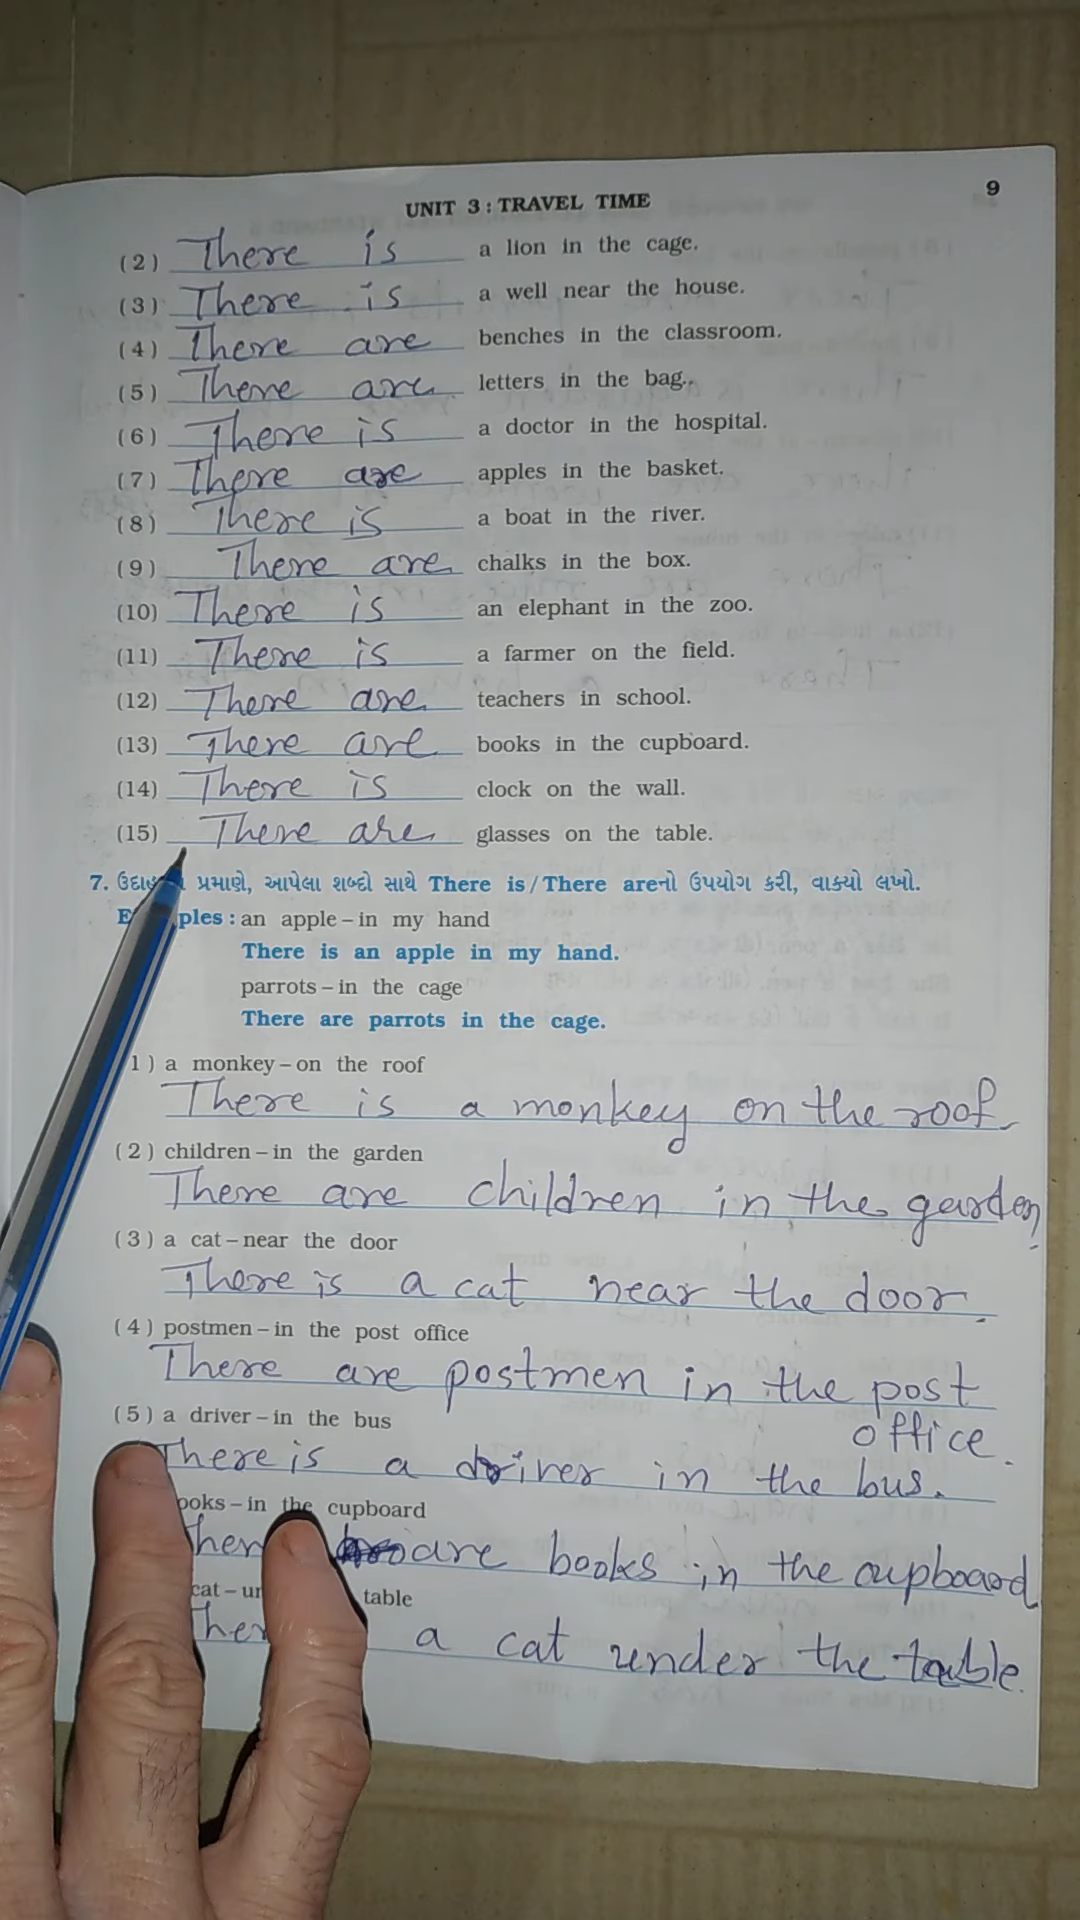 UNIT 3 : TRAVEL TIME 9
(2) There is a lion in the cage.
(3) There is a well near the house.
(4) There are benches in the classroom.
(5) There are letters in the bag.
(6) There is a doctor in the hospital.
(7) There are apples in the basket.
(8) There is a boat in the river.
(9) There are chalks in the box.
(10) There is an elephant in the zoo.
(11) There is a farmer on the field.
(12) There are teachers in school.
(13) There are books in the cupboard.
(14) There is clock on the wall.
(15) There are glasses on the table.
7. પ્રમાણે, આપેલા શબ્દો સાથે There is/There areનો ઉપયોગ કરી, વાક્યો લખો.
ples : an apple – in my hand
There is an apple in my hand.
parrots – in the cage
There are parrots in the cage.
1) a monkey – on the roof
There is a monkey on the roof.
(2) children – in the garden
There are children in the garden.
(3) a cat – near the door
There is a cat near the door.
(4) postmen – in the post office
There are postmen in the post
office.
(5) a driver – in the bus
There is a driver in the bus.
ooks – in the cupboard
are books in the cupboard
cat – table
a cat under the table.